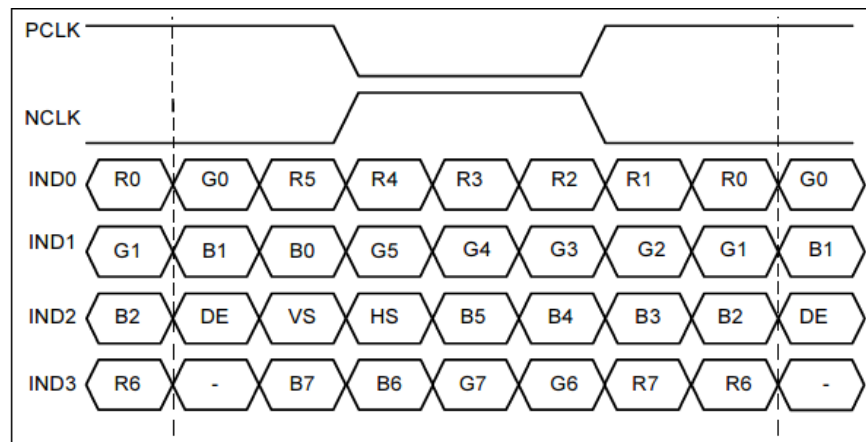 PCLK
NCLK
IND0 R0 G0 R5 R4 R3 R2 R1 R0 G0
IND1 G1 B1 B0 G5 G4 G3 G2 G1 B1
IND2 B2 DE VS HS B5 B4 B3 B2 DE
IND3 R6 - B7 B6 G7 G6 R7 R6 -